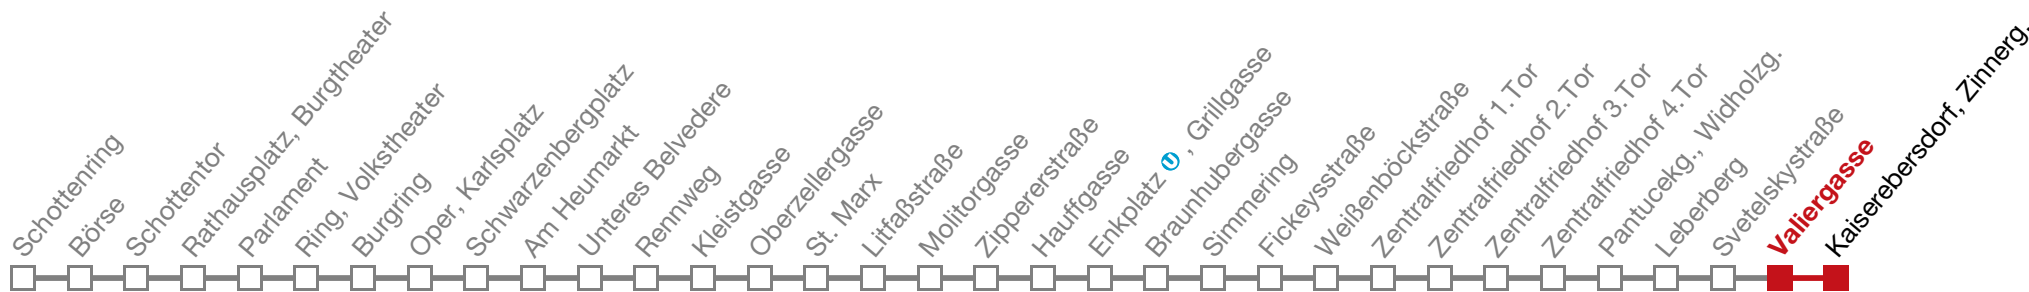 Schottenring
Börse
Schottentor
Rathausplatz, Burgtheater
Parlament
Ring, Volkstheater
Burgring
Oper, Karlsplatz
Schwarzenbergplatz
Am Heumarkt
Unteres Belvedere
Rennweg
Kleistgasse
Oberzellergasse
St. Marx
Litfaßstraße
Molitorgasse
Zippererstraße
Hauffgasse
Enkplatz U, Grillgasse
Braunhubergasse
Simmering
Fickeysstraße
Weißenböckstraße
Zentralfriedhof 1.Tor
Zentralfriedhof 2.Tor
Zentralfriedhof 3.Tor
Zentralfriedhof 4.Tor
Pantucekg., Widholzg.
Leberberg
Svetelskystraße
Valiergasse
Kaiserebersdorf, Zinnerg.